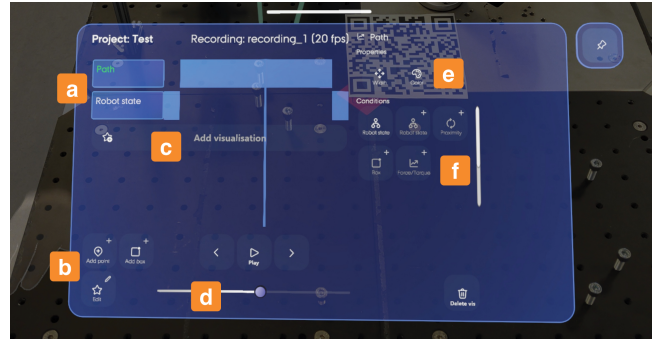 Project: Test
Recording: recording_1 (20 fps)
Path
Properties
a
Path
e
Robot state
Conditions
Robot state
Robot state
Proximity
c
Add visualisation
Box
Force/Torque
f
b
Add point
Add box
Play
Edit
d
Delete vis